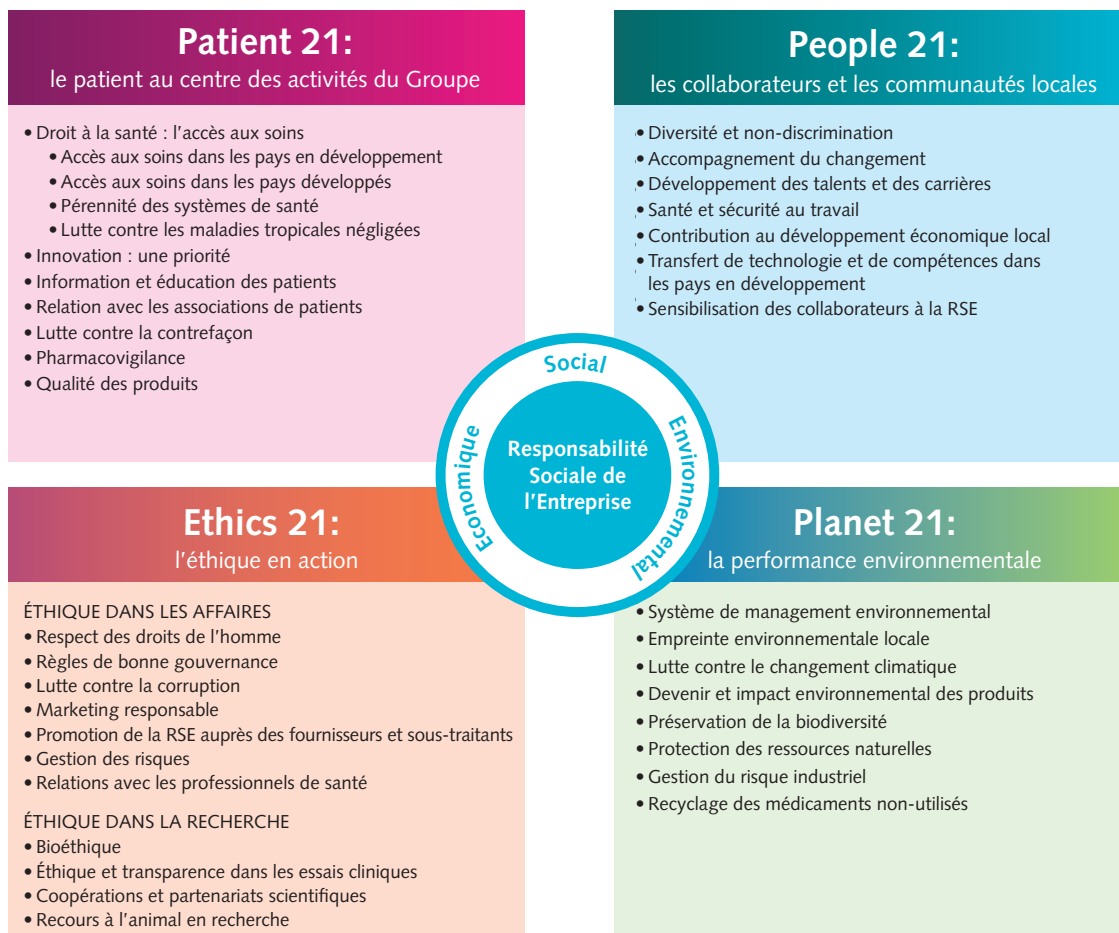 Patient 21:
le patient au centre des activités du Groupe
• Droit à la santé : l'accès aux soins
• Accès aux soins dans les pays en développement
• Accès aux soins dans les pays développés
• Pérennité des systèmes de santé
• Lutte contre les maladies tropicales négligées
• Innovation : une priorité
• Information et éducation des patients
• Relation avec les associations de patients
• Lutte contre la contrefaçon
• Pharmacovigilance
• Qualité des produits
People 21:
les collaborateurs et les communautés locales
• Diversité et non-discrimination
• Accompagnement du changement
• Développement des talents et des carrières
• Santé et sécurité au travail
• Contribution au développement économique local
• Transfert de technologie et de compétences dans
les pays en développement
• Sensibilisation des collaborateurs à la RSE
Social
Economique
Environnemental
Responsabilité
Sociale de
l'Entreprise
Ethics 21:
l'éthique en action
ÉTHIQUE DANS LES AFFAIRES
• Respect des droits de l'homme
• Règles de bonne gouvernance
• Lutte contre la corruption
• Marketing responsable
• Promotion de la RSE auprès des fournisseurs et sous-traitants
• Gestion des risques
• Relations avec les professionnels de santé
ÉTHIQUE DANS LA RECHERCHE
• Bioéthique
• Éthique et transparence dans les essais cliniques
• Coopérations et partenariats scientifiques
• Recours à l'animal en recherche
Planet 21:
la performance environnementale
• Système de management environnemental
• Empreinte environnementale locale
• Lutte contre le changement climatique
• Devenir et impact environnemental des produits
• Préservation de la biodiversité
• Protection des ressources naturelles
• Gestion du risque industriel
• Recyclage des médicaments non-utilisés